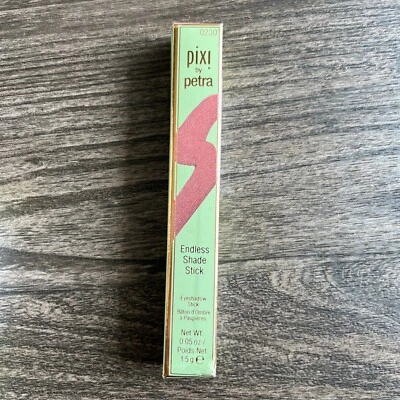 0230
pixi
by
petra
Endless
Shade
Stick
Eyeshadow
Stick
Bâton d'Ombre
à Paupières
Net Wt.
0.05 oz /
Poids Net
1.5 g ℮